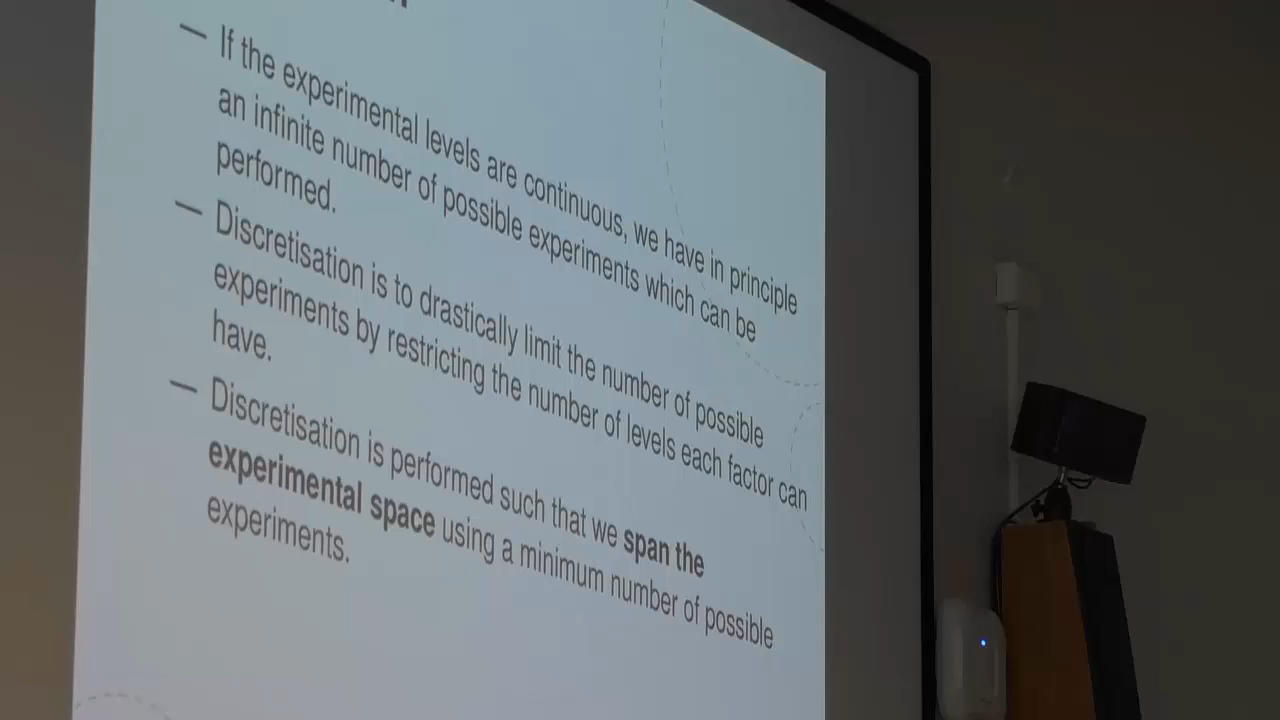 — If the experimental levels are continuous, we have in principle
an infinite number of possible experiments which can be
performed.
— Discretisation is to drastically limit the number of possible
experiments by restricting the number of levels each factor can
have.
— Discretisation is performed such that we span the
experimental space using a minimum number of possible
experiments.